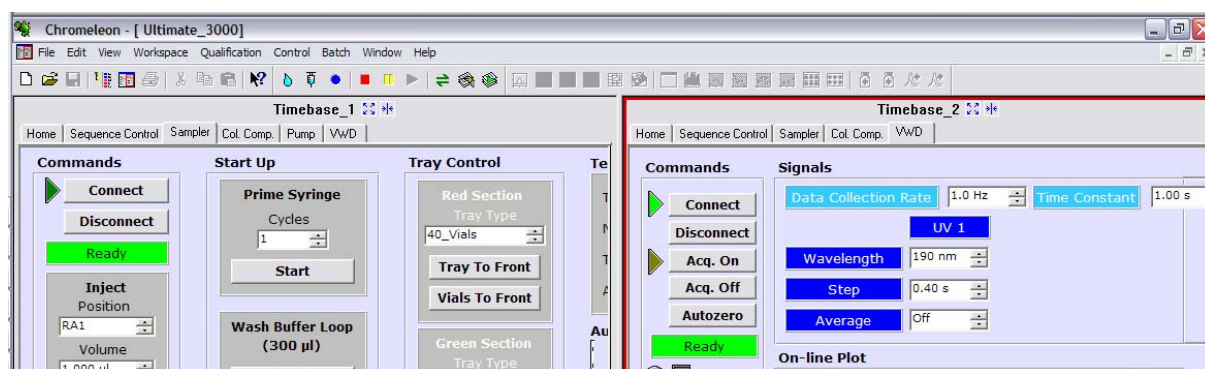 Chromeleon - [ Ultimate_3000]
File Edit View Workspace Qualification Control Batch Window Help
Timebase_1
Home Sequence Control Sampler Col. Comp. Pump VWD
Commands
Connect
Disconnect
Ready
Inject
Position
RA1
Volume
Start Up
Prime Syringe
Cycles
1
Start
Wash Buffer Loop
(300 µl)
Tray Control
Red Section
Tray Type
40_Vials
Tray To Front
Vials To Front
Green Section
Tray Type
Te
Au
Timebase_2
Home Sequence Control Sampler Col. Comp. VWD
Commands
Connect
Disconnect
Acq. On
Acq. Off
Autozero
Ready
Signals
Data Collection Rate 1.0 Hz Time Constant 1.00 s
UV 1
Wavelength 190 nm
Step 0.40 s
Average Off
On-line Plot